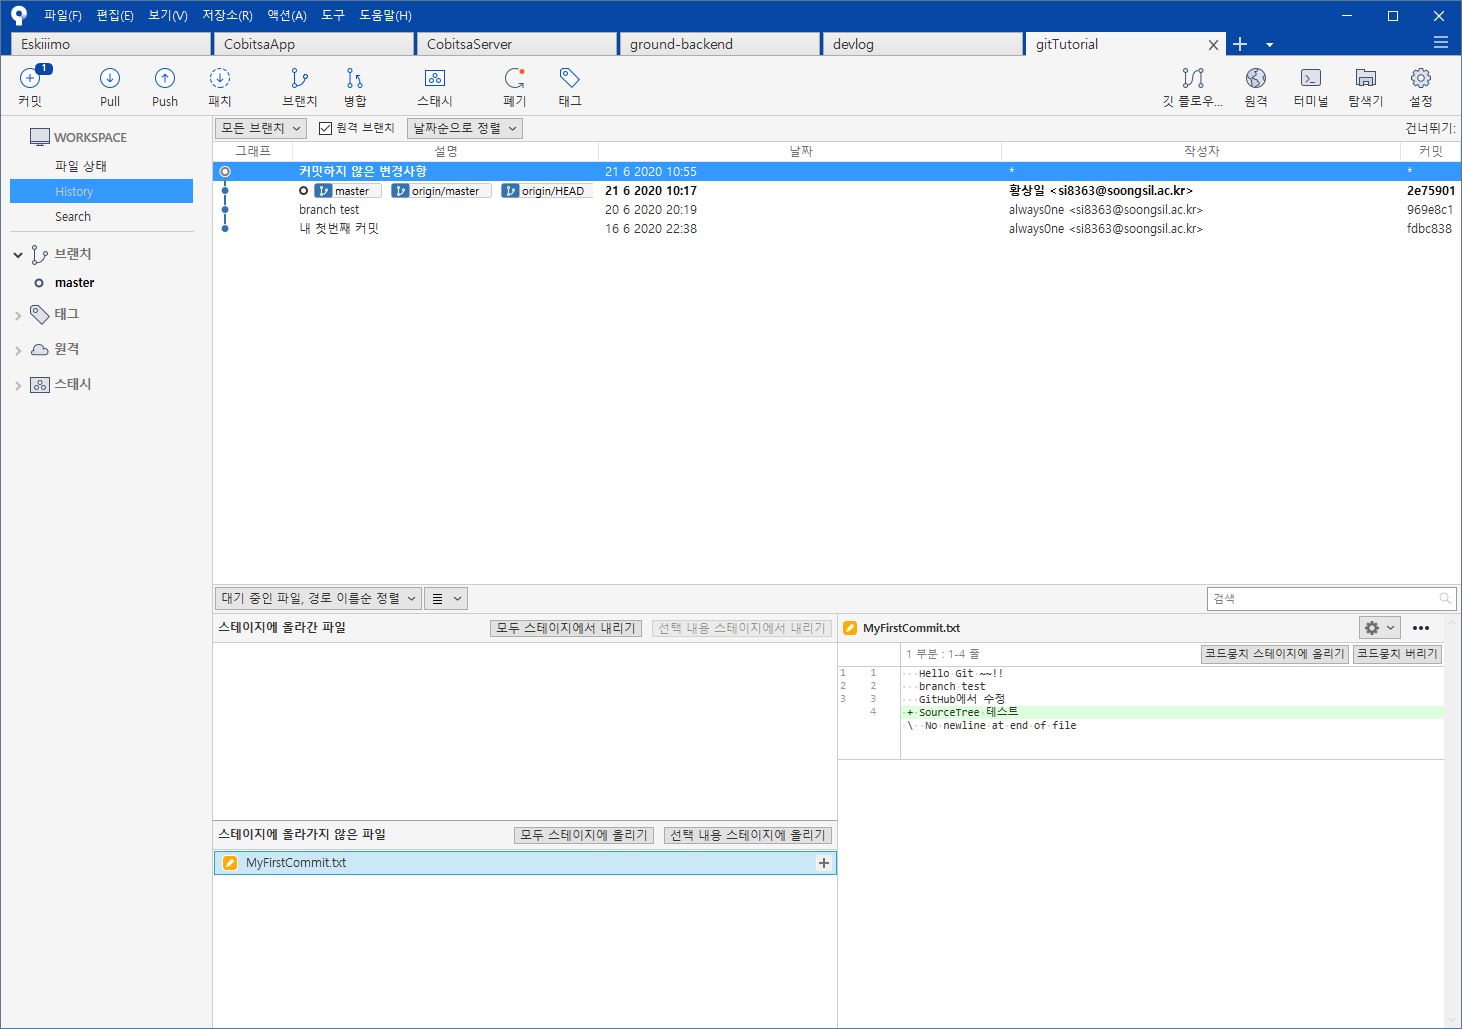 파일(F) 편집(E) 보기(V) 저장소(R) 액션(A) 도구 도움말(H)
Eskiiimo CobitsaApp CobitsaServer ground-backend devlog gitTutorial
1
커밋 Pull Push 패치 브랜치 병합 스태시 폐기 태그 깃 플로우... 원격 터미널 탐색기 설정
WORKSPACE
파일 상태
History
Search
브랜치
master
태그
원격
스태시
모든 브랜치 원격 브랜치 날짜순으로 정렬 건너뛰기:
그래프 설명 날짜 작성자 커밋
커밋하지 않은 변경사항 21 6 2020 10:55 * *
master origin/master origin/HEAD 21 6 2020 10:17 황상일 <si8363@soongsil.ac.kr> 2e75901
branch test 20 6 2020 20:19 always0ne <si8363@soongsil.ac.kr> 969e8c1
내 첫번째 커밋 16 6 2020 22:38 always0ne <si8363@soongsil.ac.kr> fdbc838
대기 중인 파일, 경로 이름순 정렬 검색
스테이지에 올라간 파일 모두 스테이지에서 내리기 선택 내용 스테이지에서 내리기
스테이지에 올라가지 않은 파일 모두 스테이지에 올리기 선택 내용 스테이지에 올리기
MyFirstCommit.txt
MyFirstCommit.txt
1 부분 : 1-4 줄 코드뭉치 스테이지에 올리기 코드뭉치 버리기
1 1 Hello Git ~~!!
2 2 branch test
3 3 GitHub에서 수정
4 + SourceTree 테스트
\ No newline at end of file